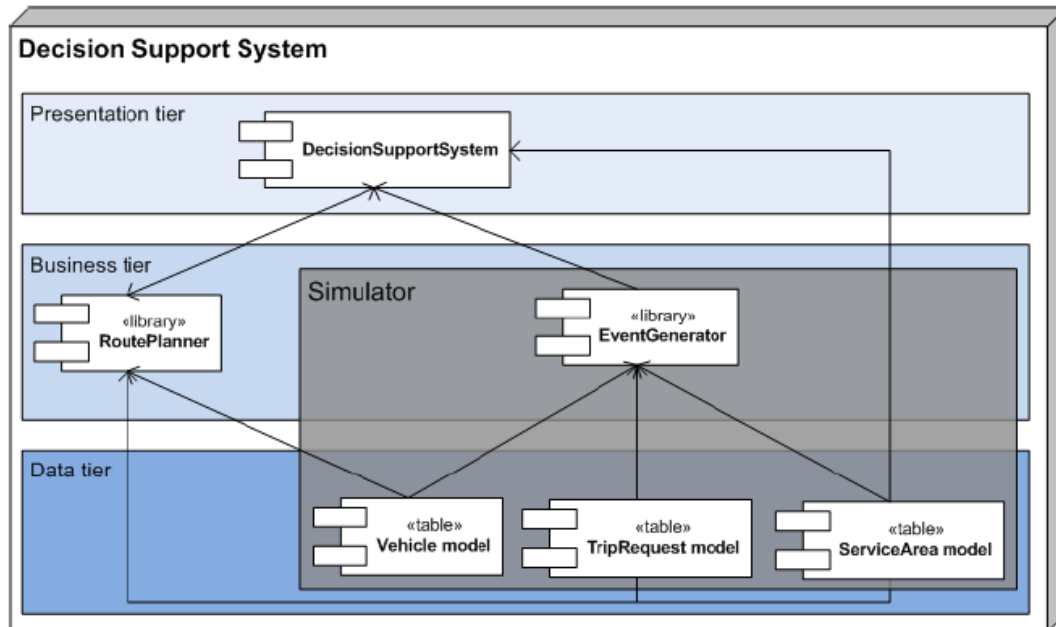 Decision Support System
Presentation tier
DecisionSupportSystem
Business tier
Simulator
«library»
RoutePlanner
«library»
EventGenerator
Data tier
«table»
Vehicle model
«table»
TripRequest model
«table»
ServiceArea model